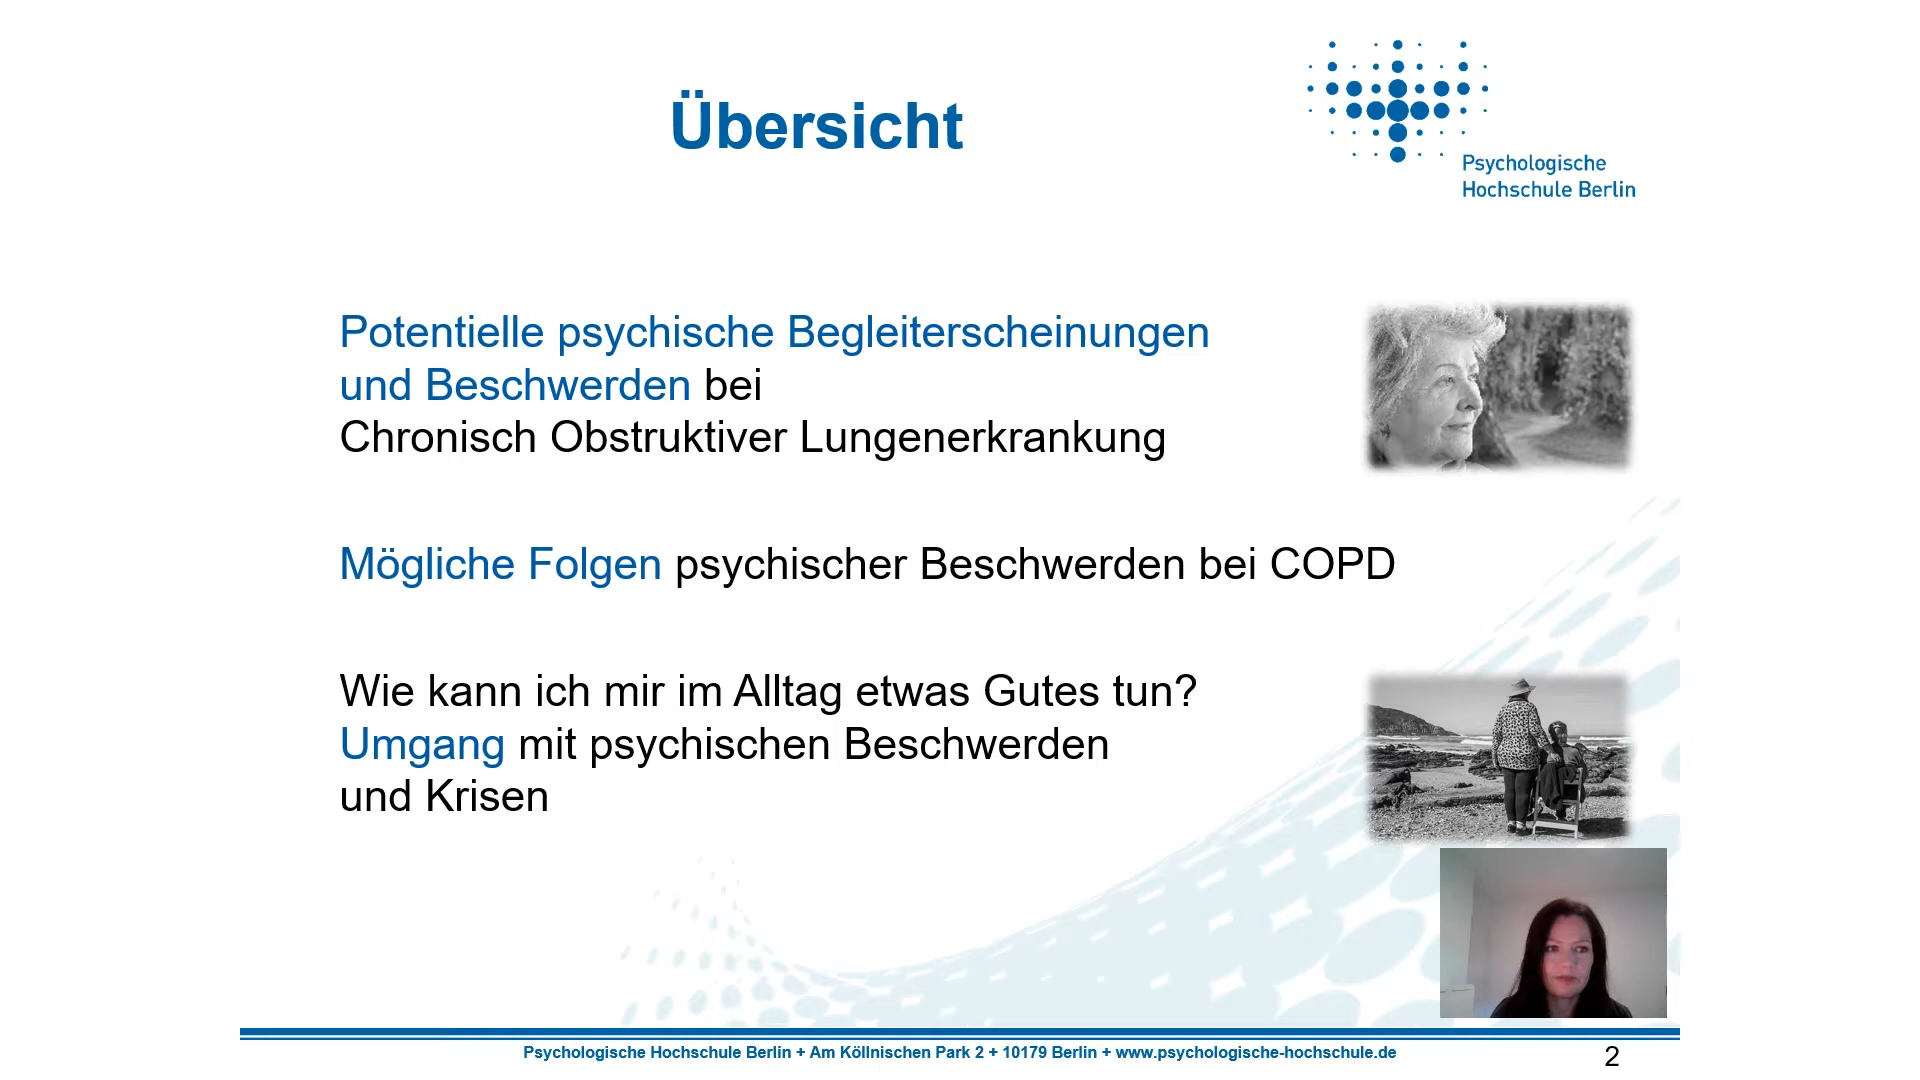 Übersicht
Psychologische
Hochschule Berlin
Potentielle psychische Begleiterscheinungen
und Beschwerden bei
Chronisch Obstruktiver Lungenerkrankung
Mögliche Folgen psychischer Beschwerden bei COPD
Wie kann ich mir im Alltag etwas Gutes tun?
Umgang mit psychischen Beschwerden
und Krisen
Psychologische Hochschule Berlin + Am Köllnischen Park 2 + 10179 Berlin + www.psychologische-hochschule.de
2